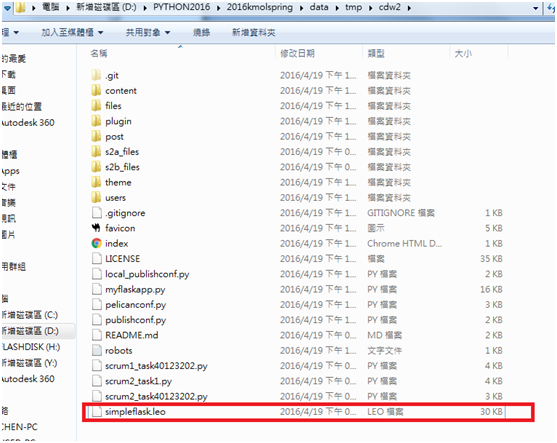 電腦 ▸ 新增磁碟區 (D:) ▸ PYTHON2016 ▸ 2016kmolspring ▸ data ▸ tmp ▸ cdw2 ▸
理 ▾ 加入至媒體櫃 ▾ 共用對象 ▾ 燒錄 新增資料夾
名稱 修改日期 類型 大小
的最愛
下載
桌面
最近的位置
Autodesk 360
體櫃
Apps
文件
音樂
視訊
圖片
用群組
腦
新增磁碟區 (C:)
新增磁碟區 (D:)
FLASHDISK (H:)
新增磁碟區 (Y:)
Autodesk 360
路
CHEN-PC
.git 2016/4/19 下午 1... 檔案資料夾
content 2016/4/19 下午 1... 檔案資料夾
files 2016/4/19 下午 1... 檔案資料夾
plugin 2016/4/19 下午 1... 檔案資料夾
post 2016/4/19 下午 1... 檔案資料夾
s2a_files 2016/4/19 下午 1... 檔案資料夾
s2b_files 2016/4/19 下午 1... 檔案資料夾
theme 2016/4/19 下午 1... 檔案資料夾
users 2016/4/19 下午 1... 檔案資料夾
.gitignore 2016/4/19 下午 0... GITIGNORE 檔案 1 KB
favicon 2016/4/19 下午 0... 圖示 5 KB
index 2016/4/19 下午 1... Chrome HTML D... 1 KB
LICENSE 2016/4/19 下午 1... 檔案 35 KB
local_publishconf.py 2016/4/19 下午 1... PY 檔案 2 KB
myflaskapp.py 2016/4/19 下午 1... PY 檔案 16 KB
pelicanconf.py 2016/4/19 下午 1... PY 檔案 3 KB
publishconf.py 2016/4/19 下午 1... PY 檔案 2 KB
README.md 2016/4/19 下午 0... MD 檔案 2 KB
robots 2016/4/19 下午 1... 文字文件 1 KB
scrum1_task40123202.py 2016/4/19 下午 0... PY 檔案 4 KB
scrum2_task1.py 2016/4/19 下午 0... PY 檔案 4 KB
scrum2_task40123202.py 2016/4/19 下午 0... PY 檔案 3 KB
simpleflask.leo 2016/4/19 下午 0... LEO 檔案 30 KB